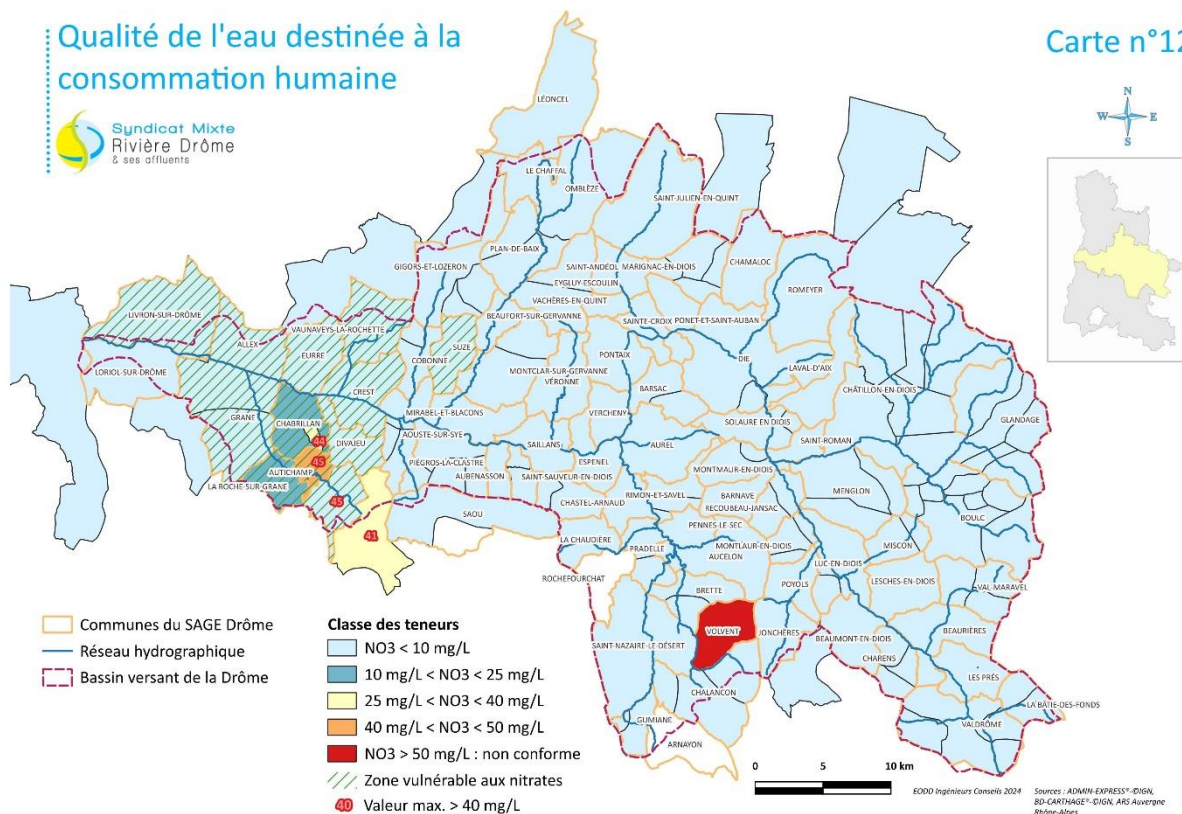 Qualité de l'eau destinée à la
consommation humaine
Carte n°12
Syndicat Mixte
Rivière Drôme
& ses affluents
N
W
E
S
LÉONCEL
LE CHAFFAL
OMBLÈZE
SAINT-JULIEN-EN-QUINT
PLAN-DE-BAIX
GIGORS-ET-LOZERON
SAINT-ANDÉOL
MARIGNAC-EN-DIOIS
CHAMALOC
EYGLUY-ESCOULIN
ROMEYER
VACHÈRES-EN-QUINT
LIVRON-SUR-DRÔME
BEAUFORT-SUR-GERVANNE
SAINTE-CROIX
PONET-ET-SAINT-AUBAN
VAUNAVEYS-LA-ROCHETTE
ALLEX
EURRE
SUZE
COBONNE
PONTAIX
DIE
LORIOL-SUR-DRÔME
MONTCLAR-SUR-GERVANNE
LAVAL-D'AIX
VÉRONNE
BARSAC
CHÂTILLON-EN-DIOIS
CREST
MIRABEL-ET-BLACONS
VERCHENY
GRANE
CHABRILLAN
SOLAURE EN DIOIS
GLANDAGE
AOUSTE-SUR-SYE
44
DIVAJEU
SAILLANS
AUREL
SAINT-ROMAN
45
PIÉGROS-LA-CLASTRE
ESPENEL
AUTICHAMP
AUBENASSON
SAINT-SAUVEUR-EN-DIOIS
MONTMAUR-EN-DIOIS
LA ROCHE-SUR-GRANE
MENGLON
45
RIMON-ET-SAVEL
BARNAVE
CHASTEL-ARNAUD
RECOUBEAU-JANSAC
SAOU
BOULC
PENNES-LE-SEC
41
LA CHAUDIÈRE
PRADELLE
MONTLAUR-EN-DIOIS
MISCON
AUCELON
LUC-EN-DIOIS
ROCHEFOURCHAT
POYOLS
LESCHES-EN-DIOIS
VAL-MARAVEL
BRETTE
VOLVENT
JONCHÈRES
BEAURIÈRES
SAINT-NAZAIRE-LE-DÉSERT
BEAUMONT-EN-DIOIS
CHARENS
LES PRÉS
CHALANCON
LA BÂTIE-DES-FONDS
GUMIANE
VALDRÔME
ARNAYON
Communes du SAGE Drôme
Réseau hydrographique
Bassin versant de la Drôme
Classe des teneurs
NO3 < 10 mg/L
10 mg/L < NO3 < 25 mg/L
25 mg/L < NO3 < 40 mg/L
40 mg/L < NO3 < 50 mg/L
NO3 > 50 mg/L : non conforme
Zone vulnérable aux nitrates
40 Valeur max. > 40 mg/L
0 5 10 km
EODD Ingénieurs Conseils 2024
Sources : ADMIN-EXPRESS®-©IGN,
BD-CARTHAGE®-©IGN, ARS Auvergne
Rhône-Alpes